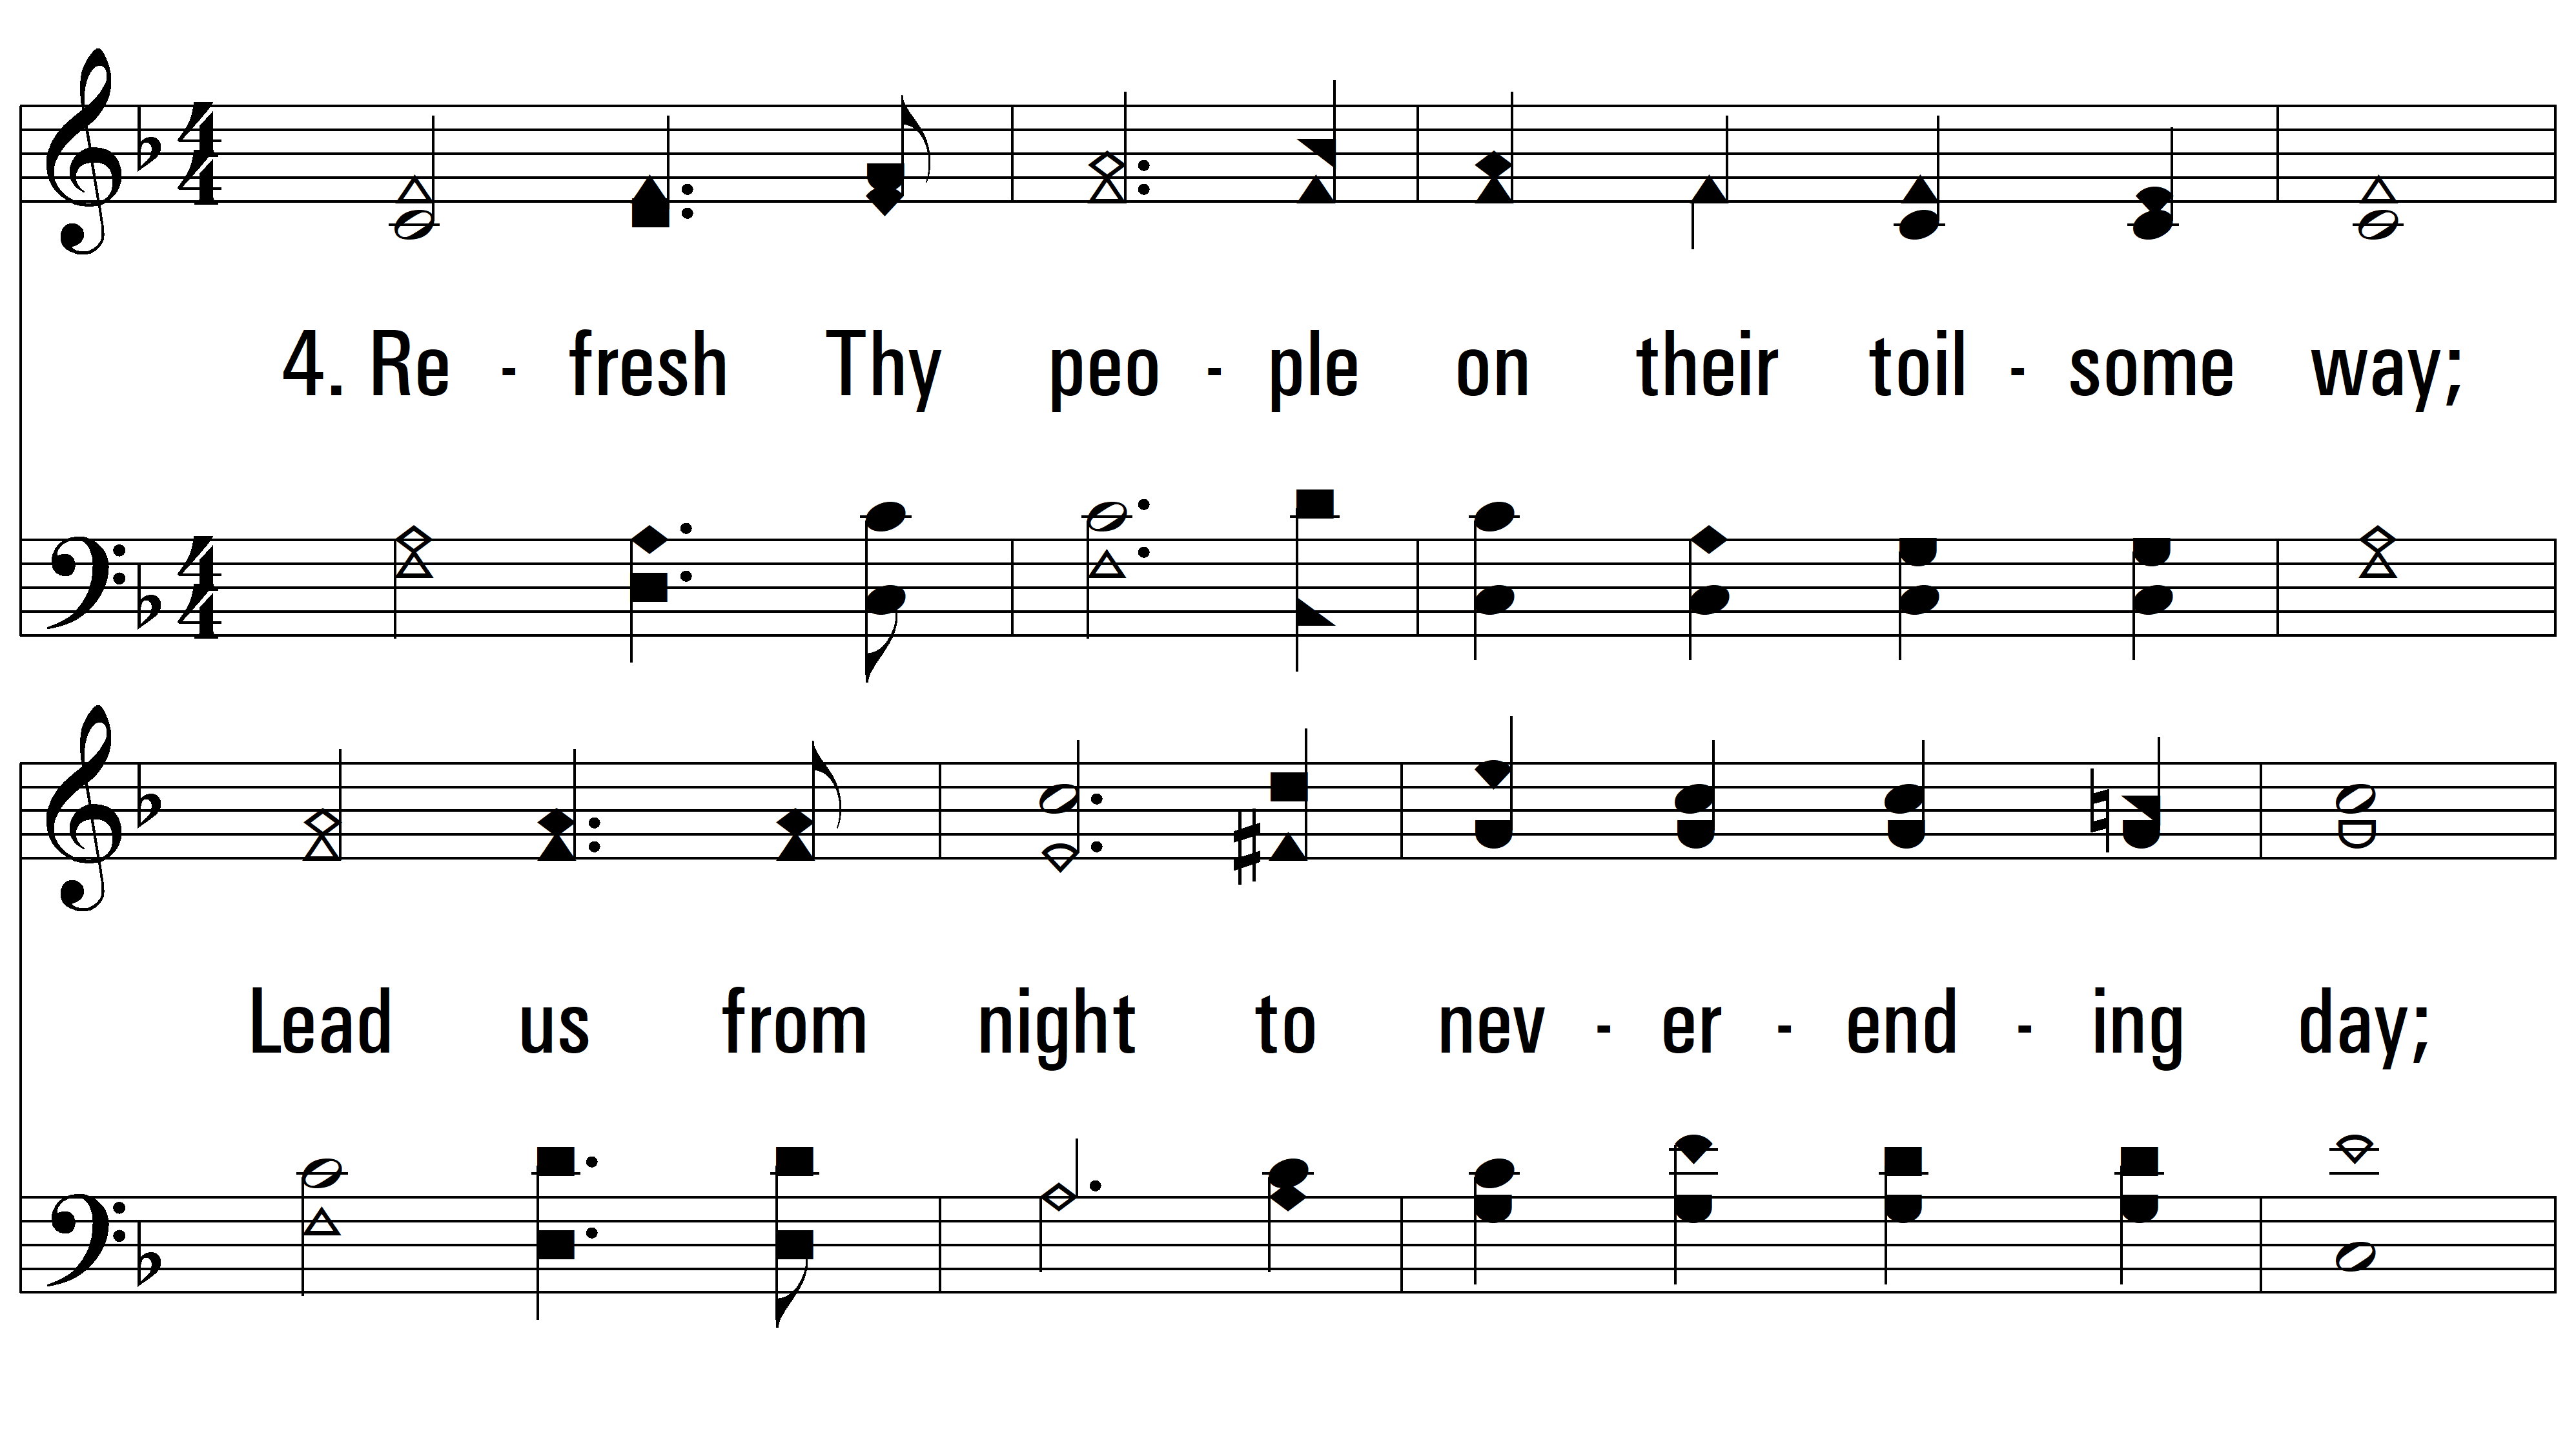 4. Re - fresh Thy peo - ple on their toil - some way;
Lead us from night to nev - er - end - ing day;